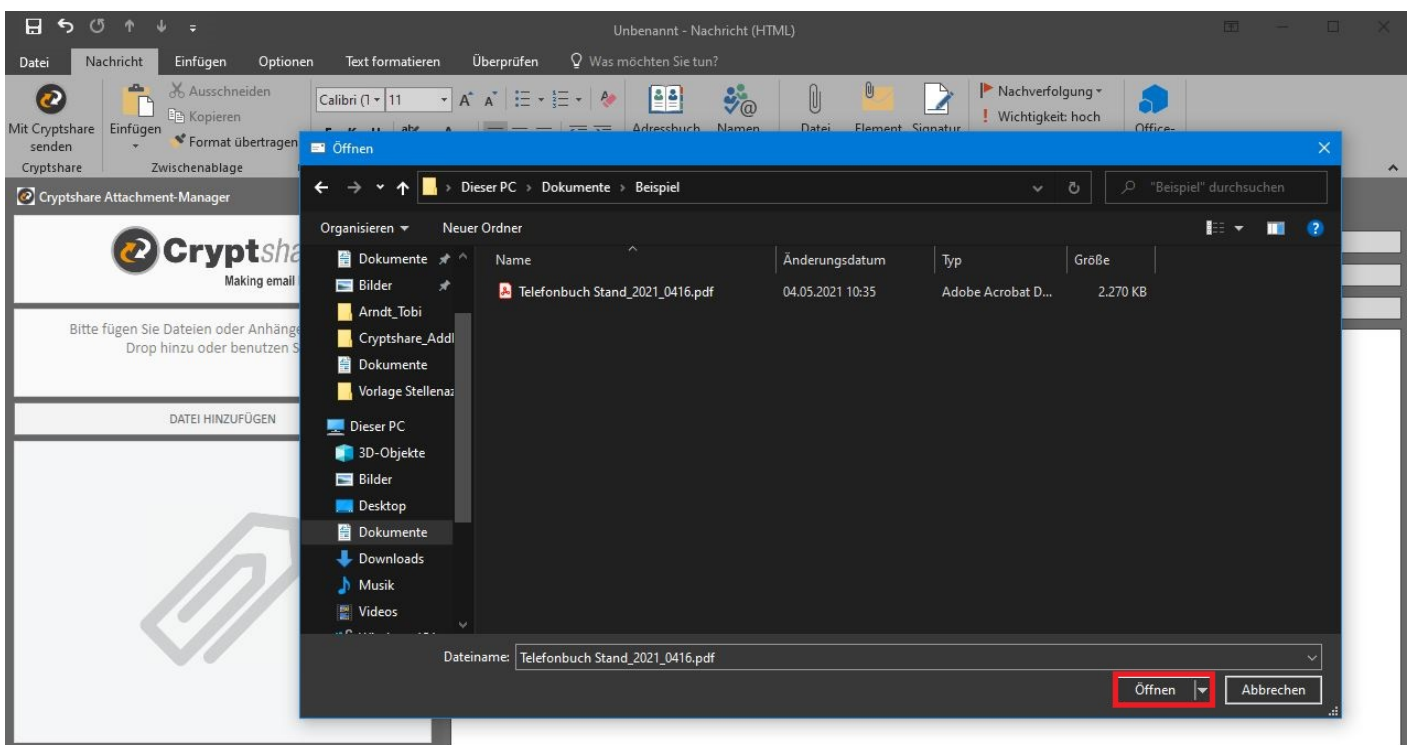 Unbenannt - Nachricht (HTML)
Datei Nachricht Einfügen Optionen Text formatieren Überprüfen Was möchten Sie tun?
Mit Cryptshare senden
Cryptshare
Einfügen
Ausschneiden
Kopieren
Format übertragen
Zwischenablage
Calibri (T 11
Adressbuch Namen
Datei Element Signatur
Nachverfolgung
Wichtigkeit: hoch
Office-
Cryptshare Attachment-Manager
Cryptsha
Making email
Bitte fügen Sie Dateien oder Anhänge
Drop hinzu oder benutzen S
DATEI HINZUFÜGEN
Öffnen
Dieser PC › Dokumente › Beispiel
"Beispiel" durchsuchen
Organisieren Neuer Ordner
Dokumente
Bilder
Arndt_Tobi
Cryptshare_Addl
Dokumente
Vorlage Stellenaz
Dieser PC
3D-Objekte
Bilder
Desktop
Dokumente
Downloads
Musik
Videos
Name Änderungsdatum Typ Größe
Telefonbuch Stand_2021_0416.pdf 04.05.2021 10:35 Adobe Acrobat D... 2.270 KB
Dateiname: Telefonbuch Stand_2021_0416.pdf
Öffnen Abbrechen